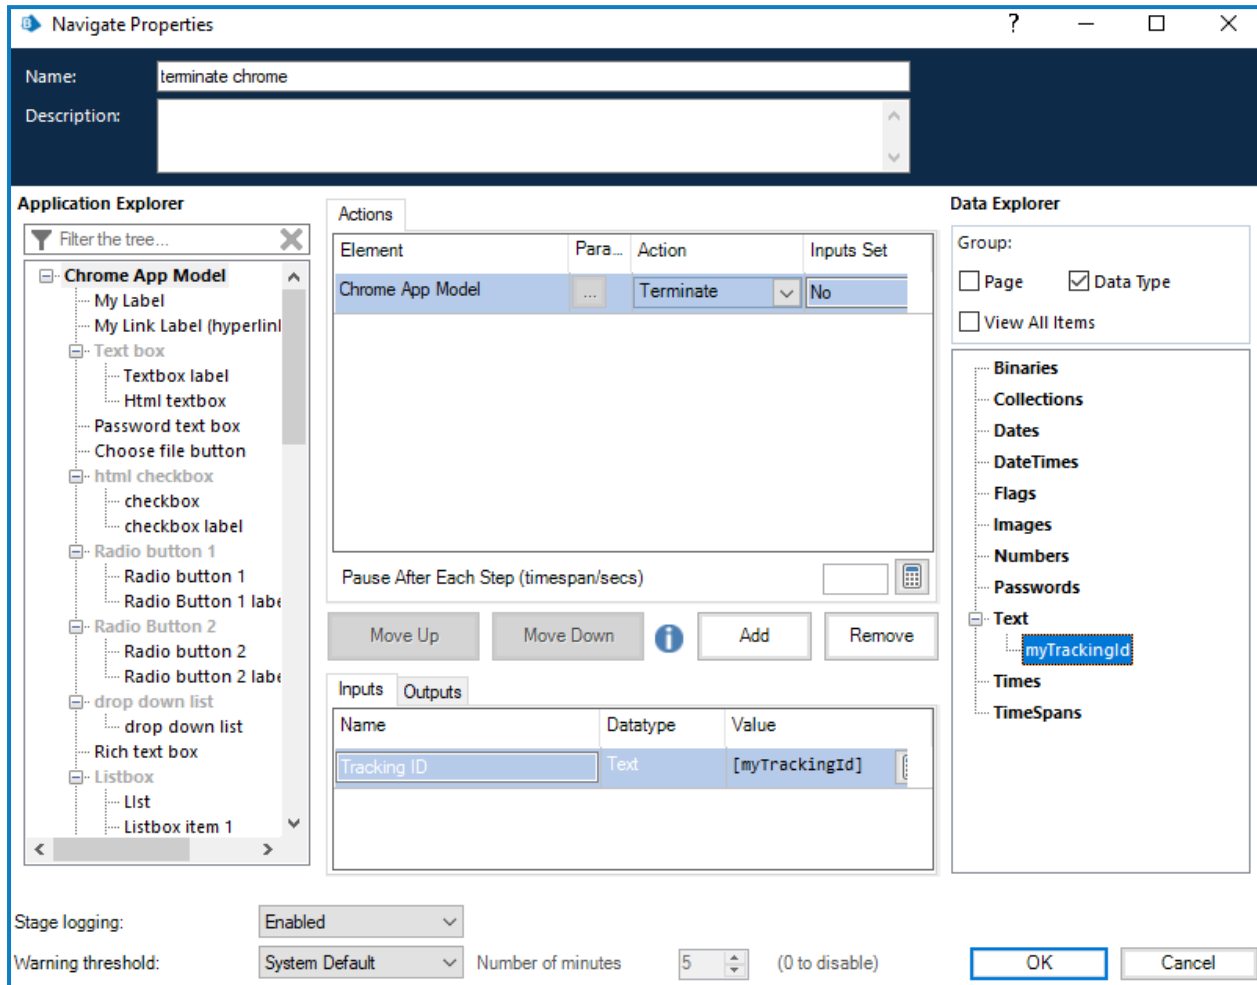 Navigate Properties
?
Name:
terminate chrome
Description:
Application Explorer
Filter the tree...
Chrome App Model
My Label
My Link Label (hyperlinl
Text box
Textbox label
Html textbox
Password text box
Choose file button
html checkbox
checkbox
checkbox label
Radio button 1
Radio button 1
Radio Button 1 labe
Radio Button 2
Radio button 2
Radio button 2 labe
drop down list
drop down list
Rich text box
Listbox
LIst
Listbox item 1
Actions
Element Para... Action Inputs Set
Chrome App Model ... Terminate No
Pause After Each Step (timespan/secs)
Move Up Move Down Add Remove
Inputs Outputs
Name Datatype Value
Tracking ID Text [myTrackingId]
Data Explorer
Group:
Page Data Type
View All Items
Binaries
Collections
Dates
DateTimes
Flags
Images
Numbers
Passwords
Text
myTrackingId
Times
TimeSpans
Stage logging: Enabled
Warning threshold: System Default Number of minutes 5 (0 to disable)
OK Cancel